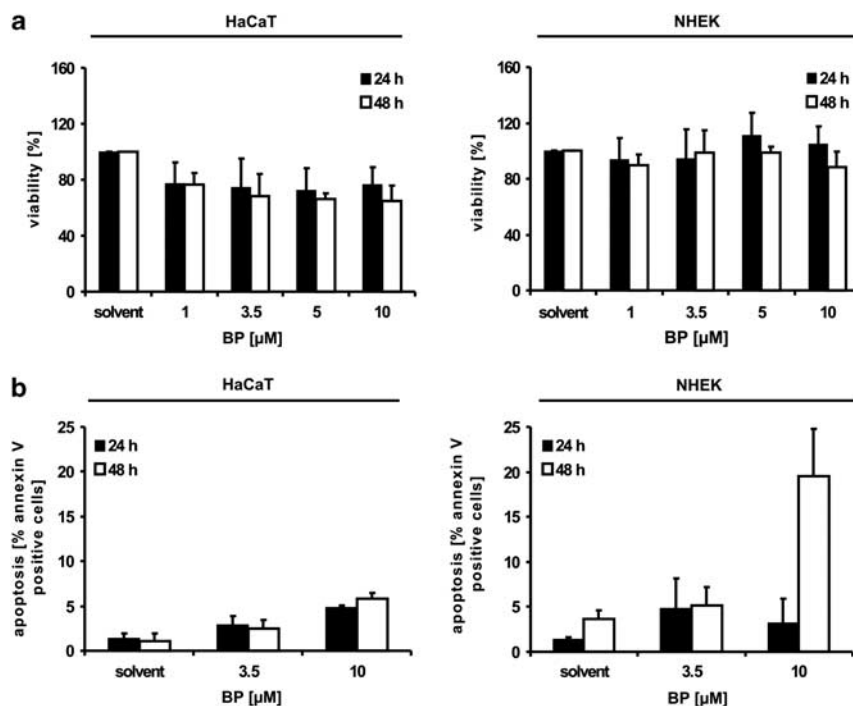 a
HaCaT
160
120
80
40
0
viability [%]
24 h
48 h
solvent 1 3.5 5 10
BP [µM]
NHEK
160
120
80
40
0
viability [%]
24 h
48 h
solvent 1 3.5 5 10
BP [µM]
b
HaCaT
25
20
15
10
5
0
apoptosis [% annexin V
positive cells]
24 h
48 h
solvent 3.5 10
BP [µM]
NHEK
25
20
15
10
5
0
apoptosis [% annexin V
positive cells]
24 h
48 h
solvent 3.5 10
BP [µM]